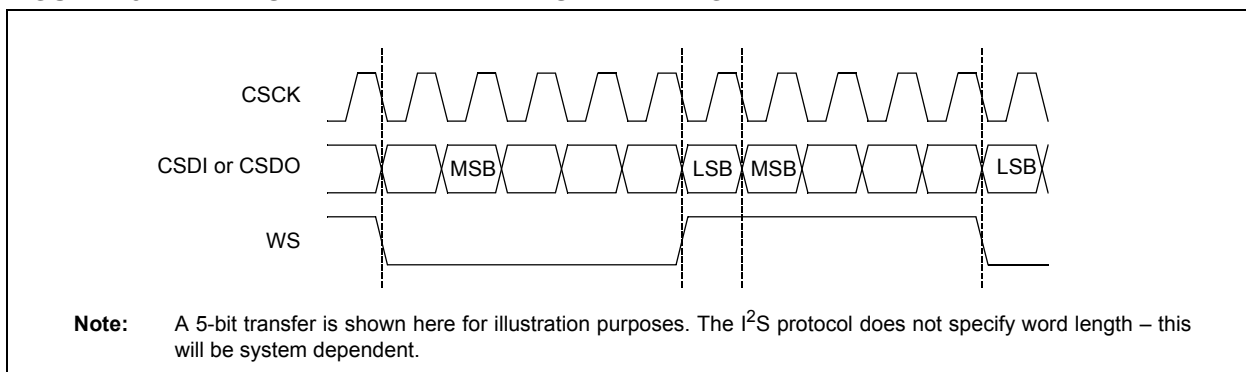 CSCK
CSDI or CSDO
MSB
LSB
MSB
LSB
WS
Note: A 5-bit transfer is shown here for illustration purposes. The I²S protocol does not specify word length – this
will be system dependent.